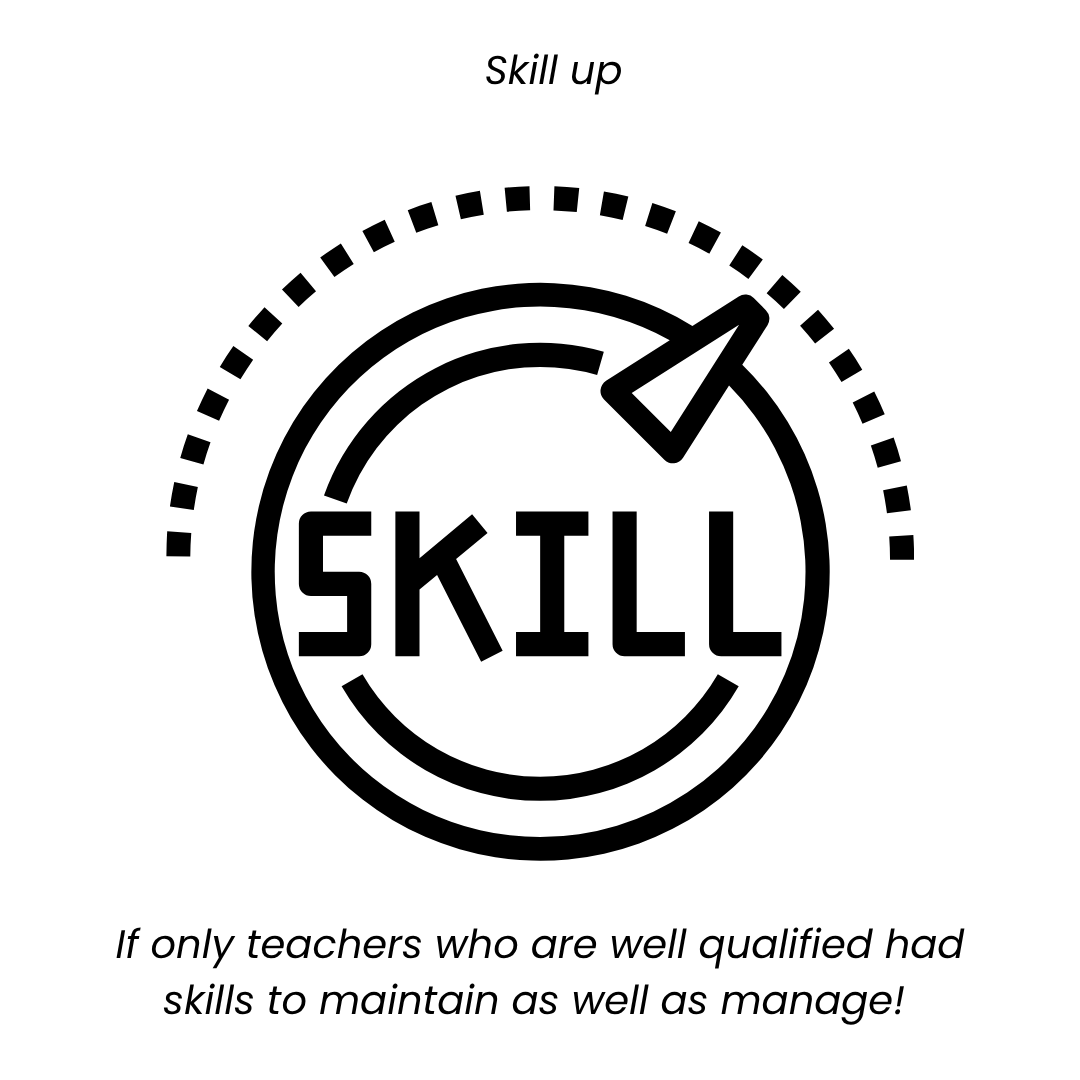 Skill up
SKILL
If only teachers who are well qualified had
skills to maintain as well as manage!